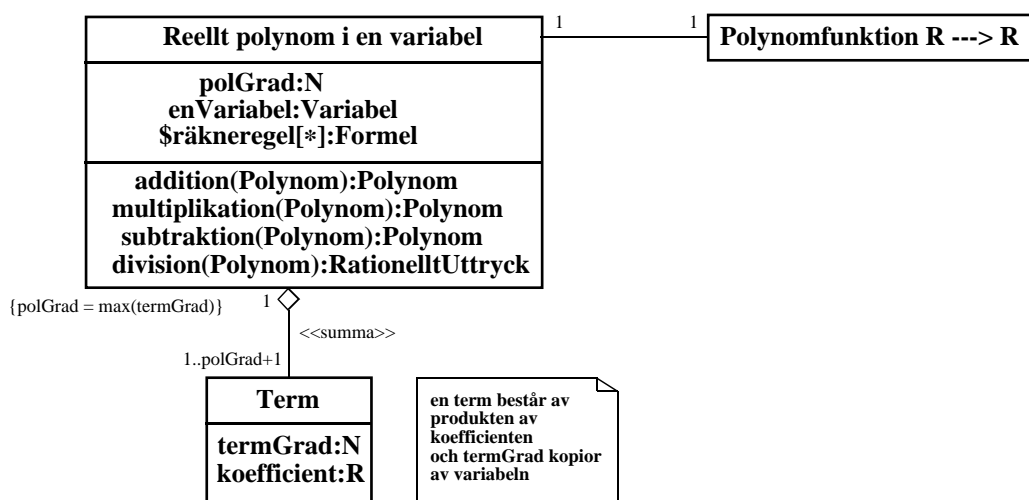 Reellt polynom i en variabel
1
1
Polynomfunktion R ---> R
polGrad:N
enVariabel:Variabel
$räkneregel[*]:Formel
addition(Polynom):Polynom
multiplikation(Polynom):Polynom
subtraktion(Polynom):Polynom
division(Polynom):RationelltUttryck
{polGrad = max(termGrad)}
1
<<summa>>
1..polGrad+1
Term
termGrad:N
koefficient:R
en term består av
produkten av
koefficienten
och termGrad kopior
av variabeln